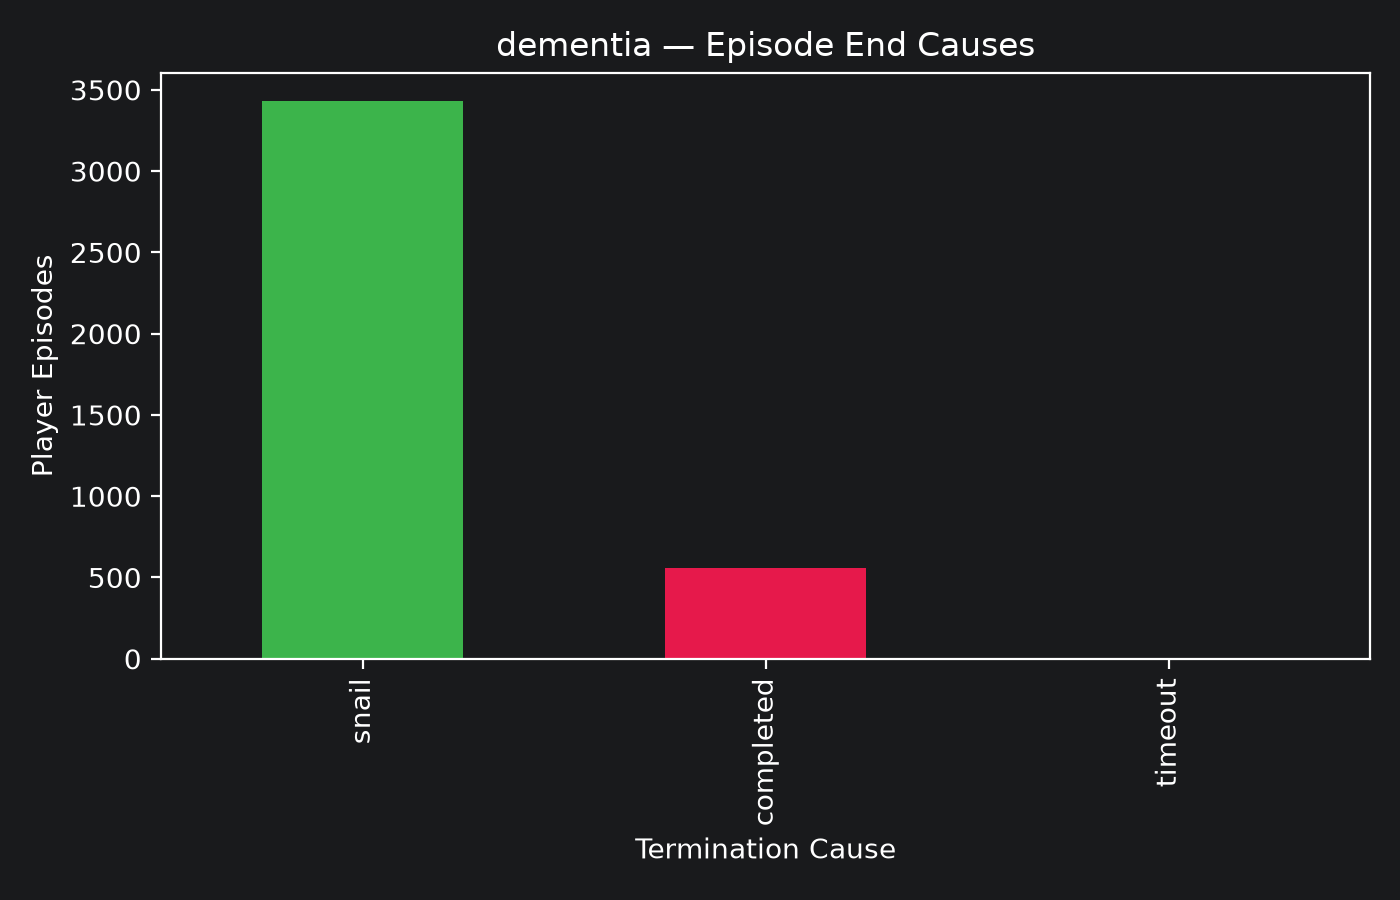 dementia — Episode End Causes
3500
3000
2500
2000
1500
1000
500
0
Player Episodes
snail
completed
timeout
Termination Cause